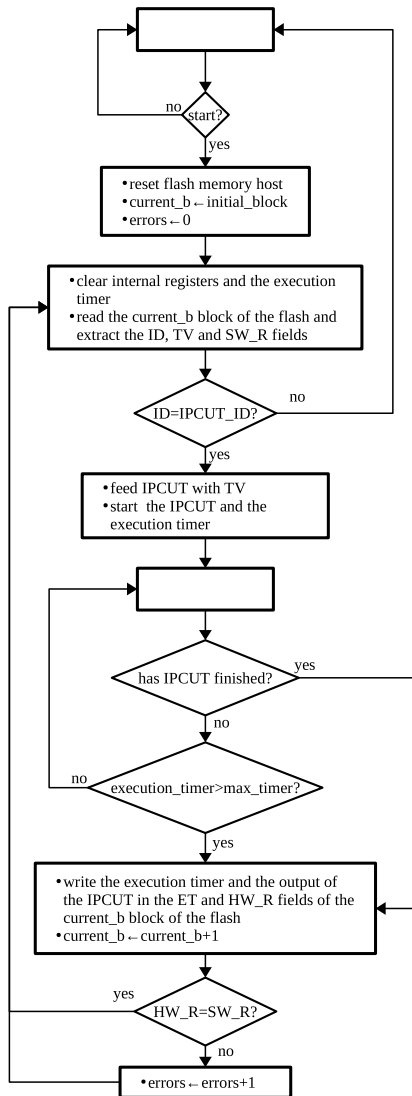 no
start?
yes
•reset flash memory host
•current_b←initial_block
•errors←0
•clear internal registers and the execution
timer
•read the current_b block of the flash and
extract the ID, TV and SW_R fields
no
ID=IPCUT_ID?
yes
•feed IPCUT with TV
•start the IPCUT and the
execution timer
yes
has IPCUT finished?
no
no
execution_timer>max_timer?
yes
•write the execution timer and the output of
the IPCUT in the ET and HW_R fields of the
current_b block of the flash
•current_b←current_b+1
yes
HW_R=SW_R?
no
•errors←errors+1